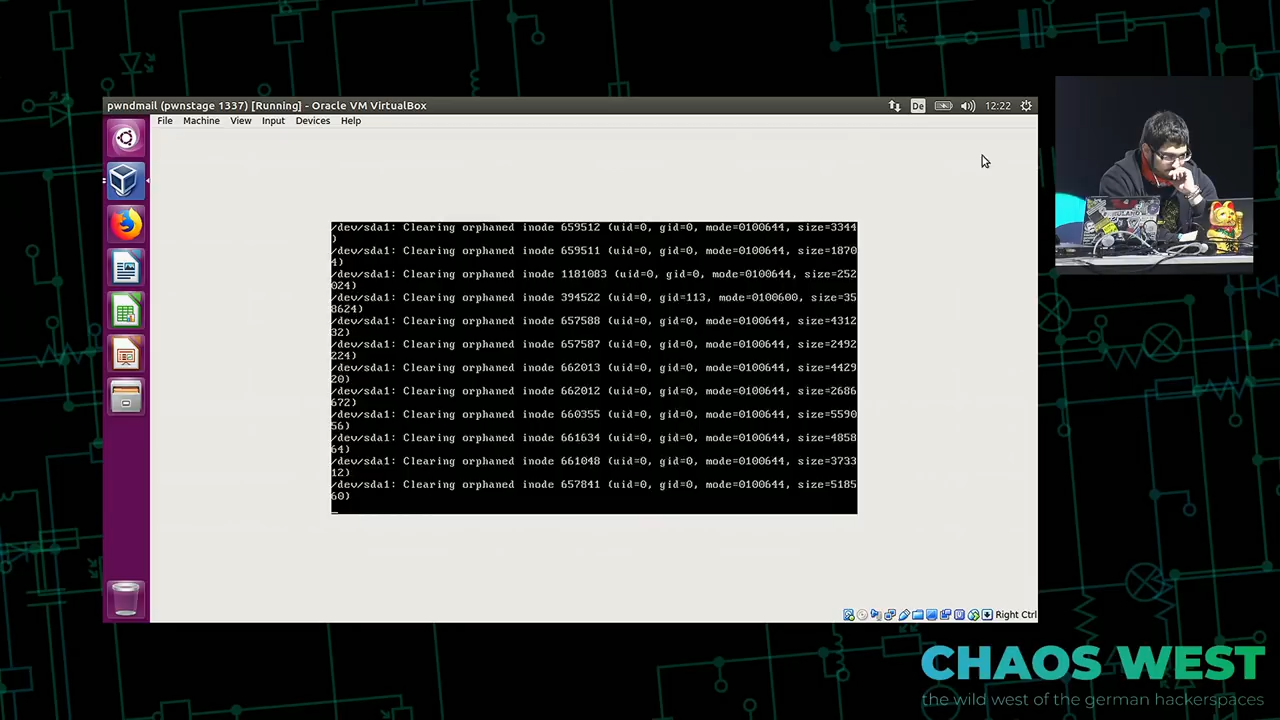 pwndmail (pwnstage 1337) [Running] - Oracle VM VirtualBox
De
12:22
File Machine View Input Devices Help
/dev/sda1: Clearing orphaned inode 659512 (uid=0, gid=0, mode=0100644, size=3344
)
/dev/sda1: Clearing orphaned inode 659511 (uid=0, gid=0, mode=0100644, size=1870
4)
/dev/sda1: Clearing orphaned inode 1181083 (uid=0, gid=0, mode=0100644, size=252
024)
/dev/sda1: Clearing orphaned inode 394522 (uid=0, gid=113, mode=0100600, size=35
8624)
/dev/sda1: Clearing orphaned inode 657588 (uid=0, gid=0, mode=0100644, size=4312
32)
/dev/sda1: Clearing orphaned inode 657587 (uid=0, gid=0, mode=0100644, size=2492
224)
/dev/sda1: Clearing orphaned inode 662013 (uid=0, gid=0, mode=0100644, size=4429
20)
/dev/sda1: Clearing orphaned inode 662012 (uid=0, gid=0, mode=0100644, size=2686
672)
/dev/sda1: Clearing orphaned inode 660355 (uid=0, gid=0, mode=0100644, size=5590
56)
/dev/sda1: Clearing orphaned inode 661634 (uid=0, gid=0, mode=0100644, size=4858
64)
/dev/sda1: Clearing orphaned inode 661048 (uid=0, gid=0, mode=0100644, size=3733
12)
/dev/sda1: Clearing orphaned inode 657841 (uid=0, gid=0, mode=0100644, size=5185
60)
_
Right Ctrl
CHAOS WEST
the wild west of the german hackerspaces